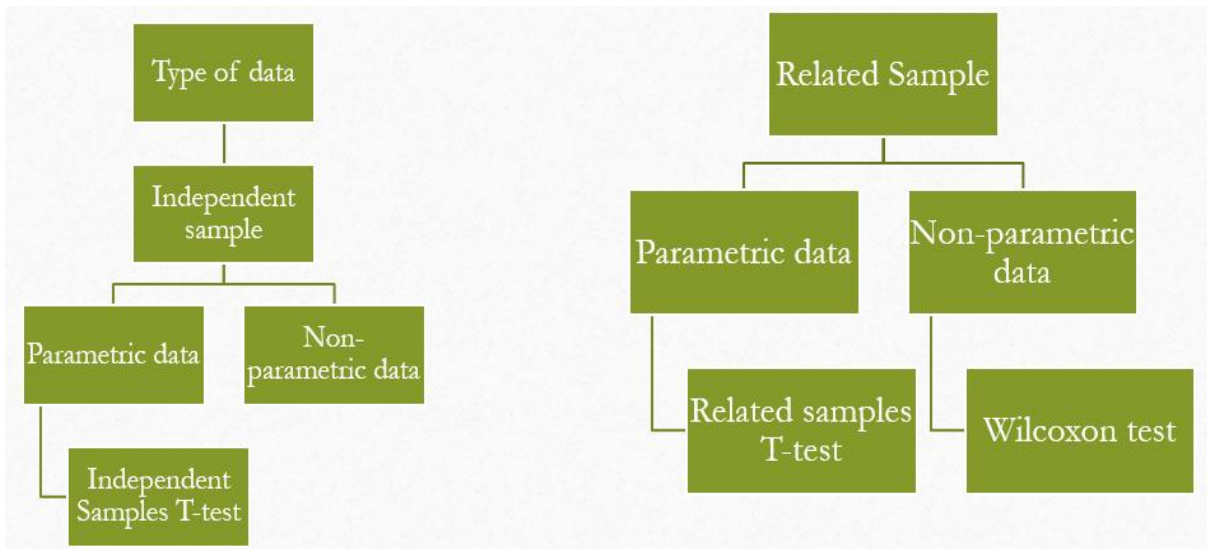 Type of data
Independent
sample
Parametric data
Non-
parametric data
Independent
Samples T-test
Related Sample
Parametric data
Non-parametric
data
Related samples
T-test
Wilcoxon test